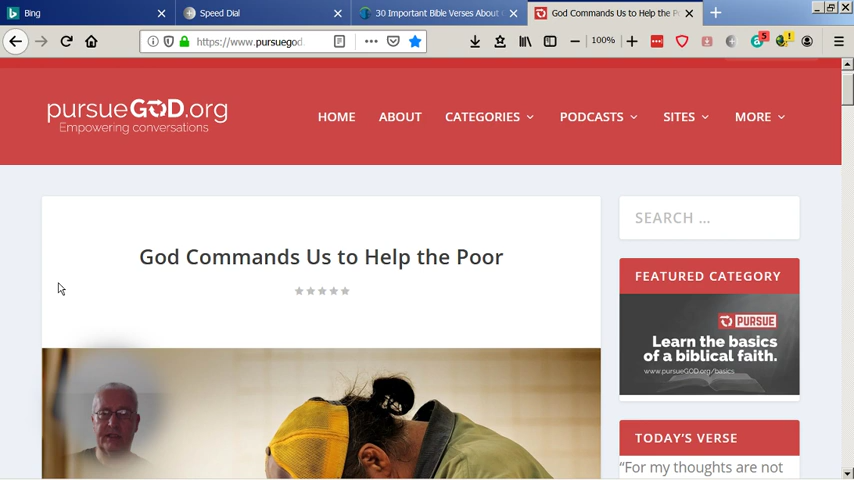 Bing
Speed Dial
30 Important Bible Verses About
God Commands Us to Help the Po
https://www.pursuegod.
100%
5
pursueGOD.org
Empowering conversations
HOME ABOUT CATEGORIES PODCASTS SITES MORE
SEARCH ...
God Commands Us to Help the Poor
FEATURED CATEGORY
PURSUE
Learn the basics
of a biblical faith.
www.pursueGOD.org/basics
TODAY'S VERSE
“For my thoughts are not